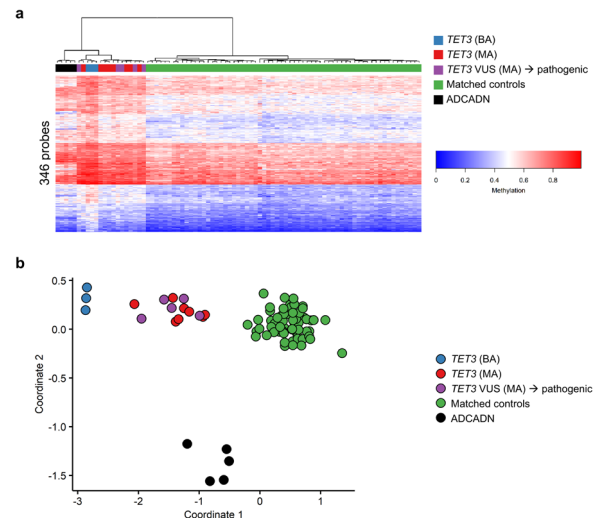 a
TET3 (BA)
TET3 (MA)
TET3 VUS (MA) → pathogenic
Matched controls
ADCADN
346 probes
0 0.2 0.4 0.6 0.8
Methylation
b
0.5
0.0
-0.5
-1.0
-1.5
Coordinate 2
-3 -2 -1 0 1
Coordinate 1
TET3 (BA)
TET3 (MA)
TET3 VUS (MA) → pathogenic
Matched controls
ADCADN